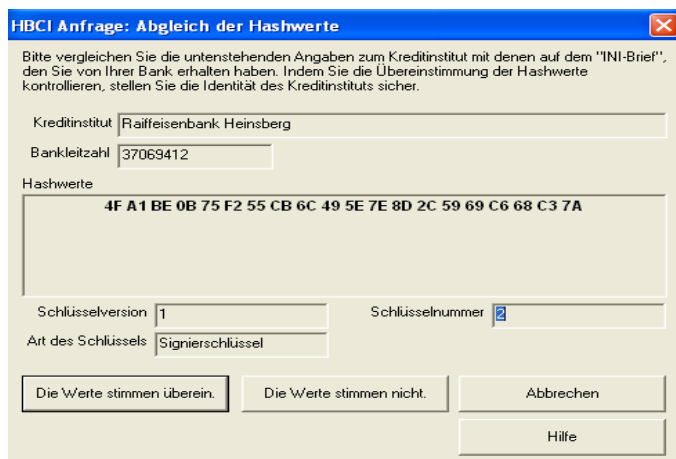 HBCI Anfrage: Abgleich der Hashwerte
Bitte vergleichen Sie die untenstehenden Angaben zum Kreditinstitut mit denen auf dem "INI-Brief",
den Sie von Ihrer Bank erhalten haben. Indem Sie die Übereinstimmung der Hashwerte
kontrollieren, stellen Sie die Identität des Kreditinstituts sicher.
Kreditinstitut Raiffeisenbank Heinsberg
Bankleitzahl 37069412
Hashwerte
4F A1 BE 0B 75 F2 55 CB 6C 49 5E 7E 8D 2C 59 69 C6 68 C3 7A
Schlüsselversion 1 Schlüsselnummer 2
Art des Schlüssels Signierschlüssel
Die Werte stimmen überein. Die Werte stimmen nicht. Abbrechen
Hilfe